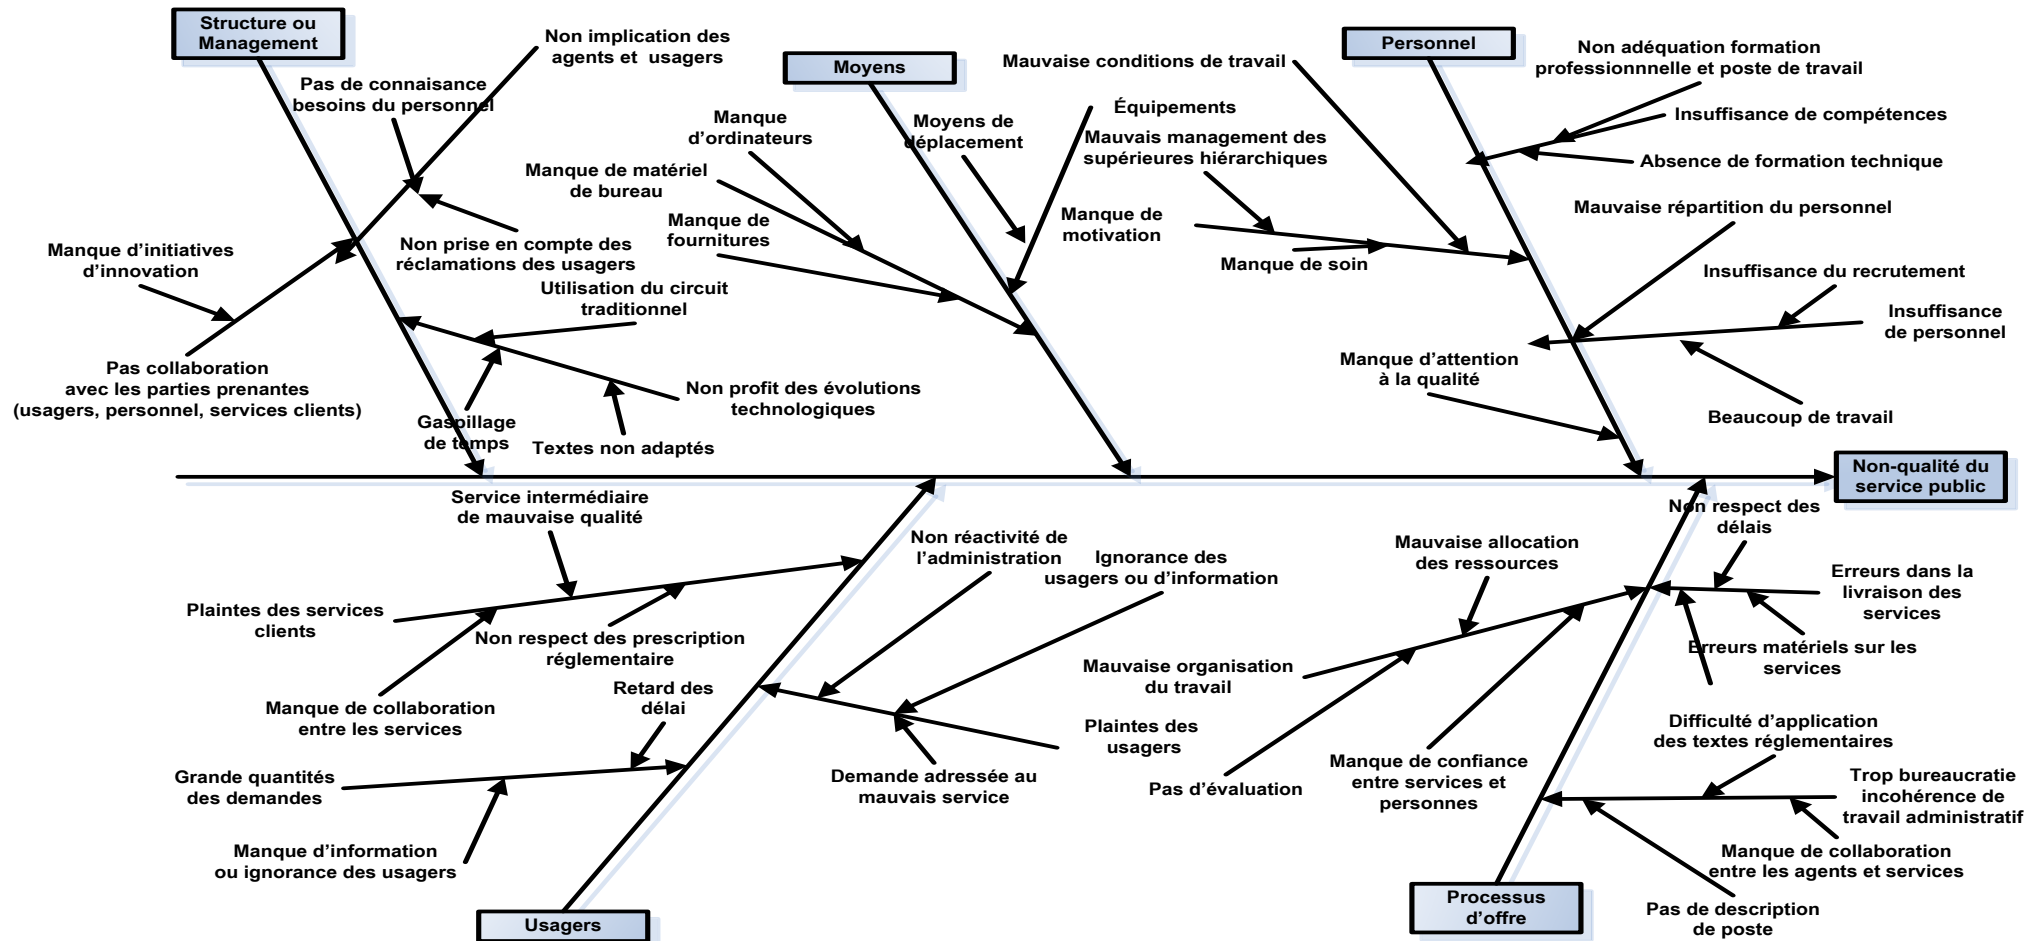 Structure ou
Management
Non implication des
agents et  usagers
Pas de connaisance
besoins du personnel
Moyens
Mauvaise conditions de travail
Personnel
Non adéquation formation
professionnnelle et poste de travail
Insuffisance de compétences
Absence de formation technique
Manque
d'ordinateurs
Moyens de
déplacement
Équipements
Mauvais management des
supérieures hiérarchiques
Manque de matériel
de bureau
Manque de
fournitures
Manque de
motivation
Manque de soin
Mauvaise répartition du personnel
Manque d'initiatives
d'innovation
Non prise en compte des
réclamations des usagers
Utilisation du circuit
traditionnel
Insuffisance du recrutement
Insuffisance
de personnel
Pas collaboration
avec les parties prenantes
(usagers, personnel, services clients)
Gaspillage
de temps
Non profit des évolutions
technologiques
Textes non adaptés
Manque d'attention
à la qualité
Beaucoup de travail
Non-qualité du
service public
Service intermédiaire
de mauvaise qualité
Non réactivité de
l'administration
Ignorance des
usagers ou d'information
Mauvaise allocation
des ressources
Non respect des
délais
Erreurs dans la
livraison des
services
Plaintes des services
clients
Non respect des prescription
réglementaire
Erreurs matériels sur les
services
Mauvaise organisation
du travail
Manque de collaboration
entre les services
Retard des
délai
Plaintes des
usagers
Difficulté d'application
des textes réglementaires
Grande quantités
des demandes
Demande adressée au
mauvais service
Pas d'évaluation
Manque de confiance
entre services et
personnes
Trop bureaucratie
incohérence de
travail administratif
Manque d'information
ou ignorance des usagers
Manque de collaboration
entre les agents et services
Usagers
Processus
d'offre
Pas de description
de poste